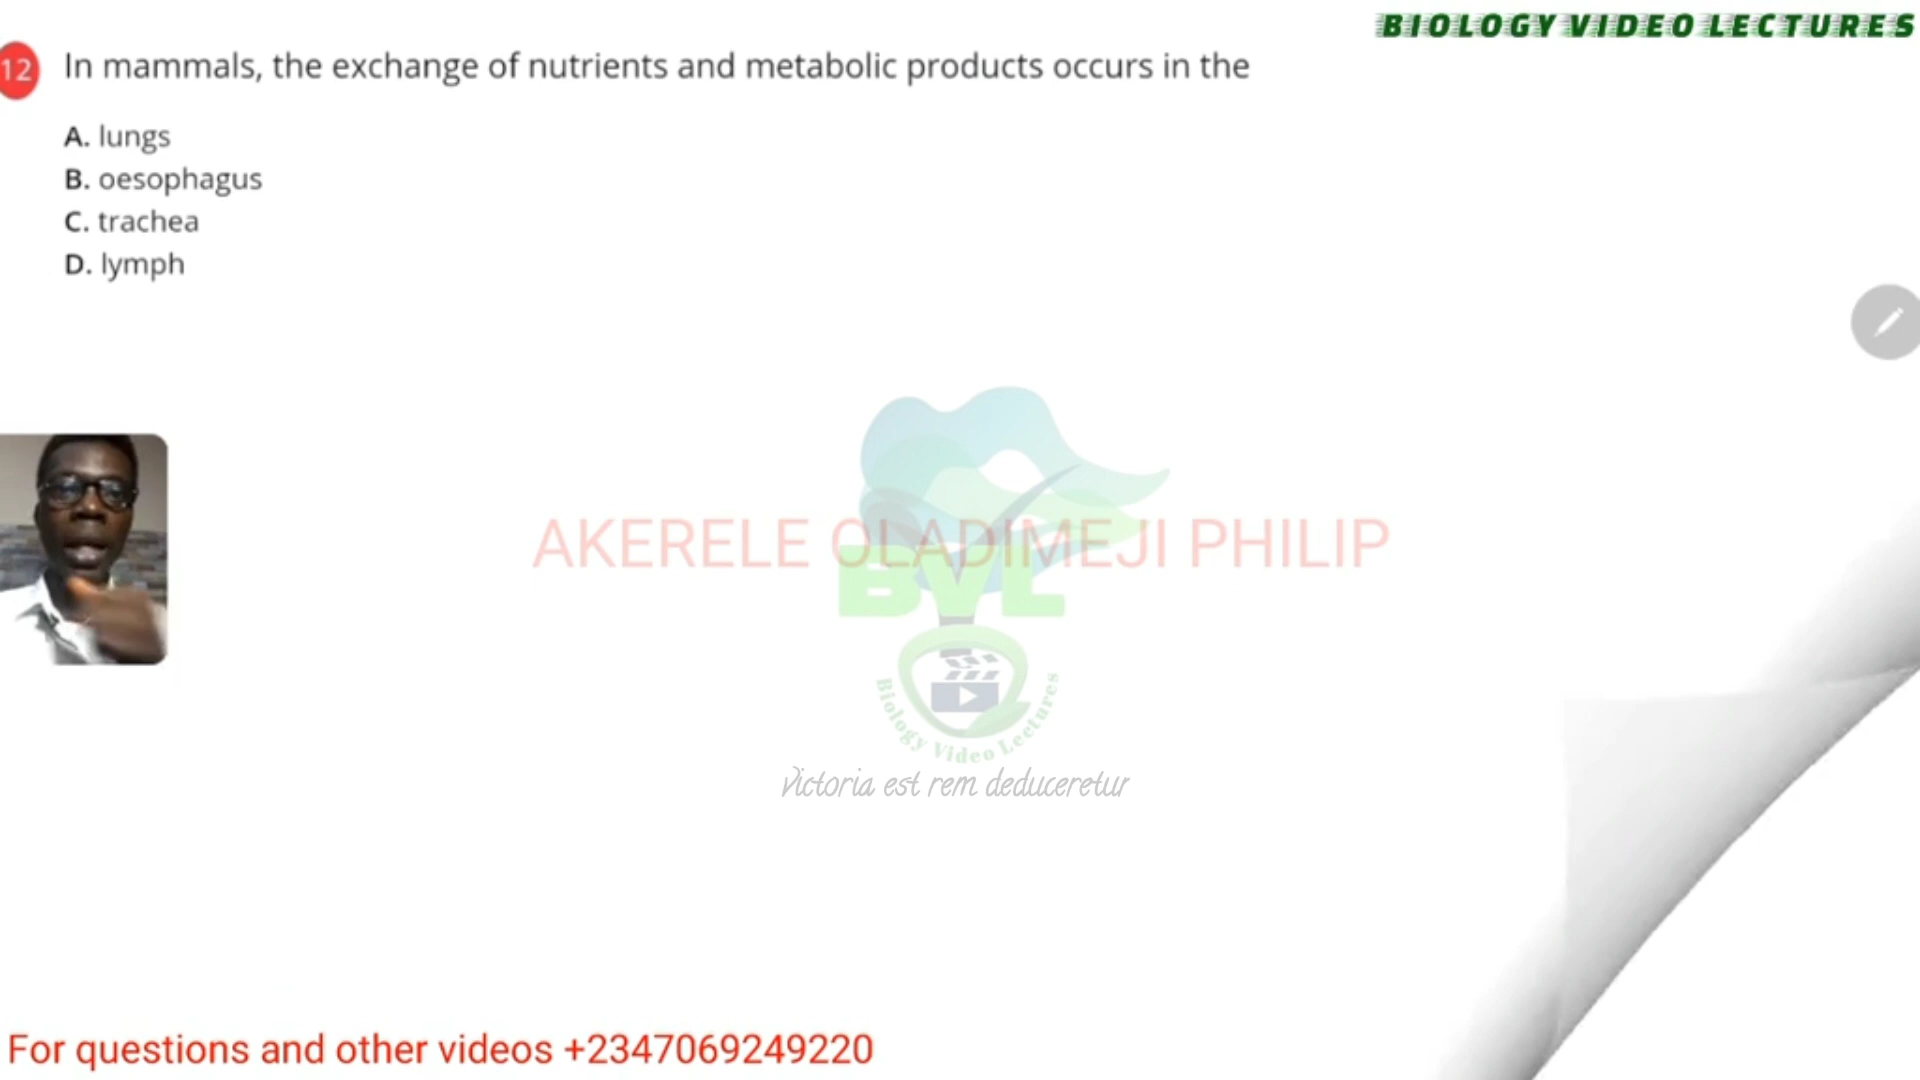 BIOLOGY VIDEO LECTURES
12 In mammals, the exchange of nutrients and metabolic products occurs in the
A. lungs
B. oesophagus
C. trachea
D. lymph
AKERELE OLADIMEJI PHILIP
BVL
Biology Video Lectures
Victoria est rem deduceretur
For questions and other videos +2347069249220